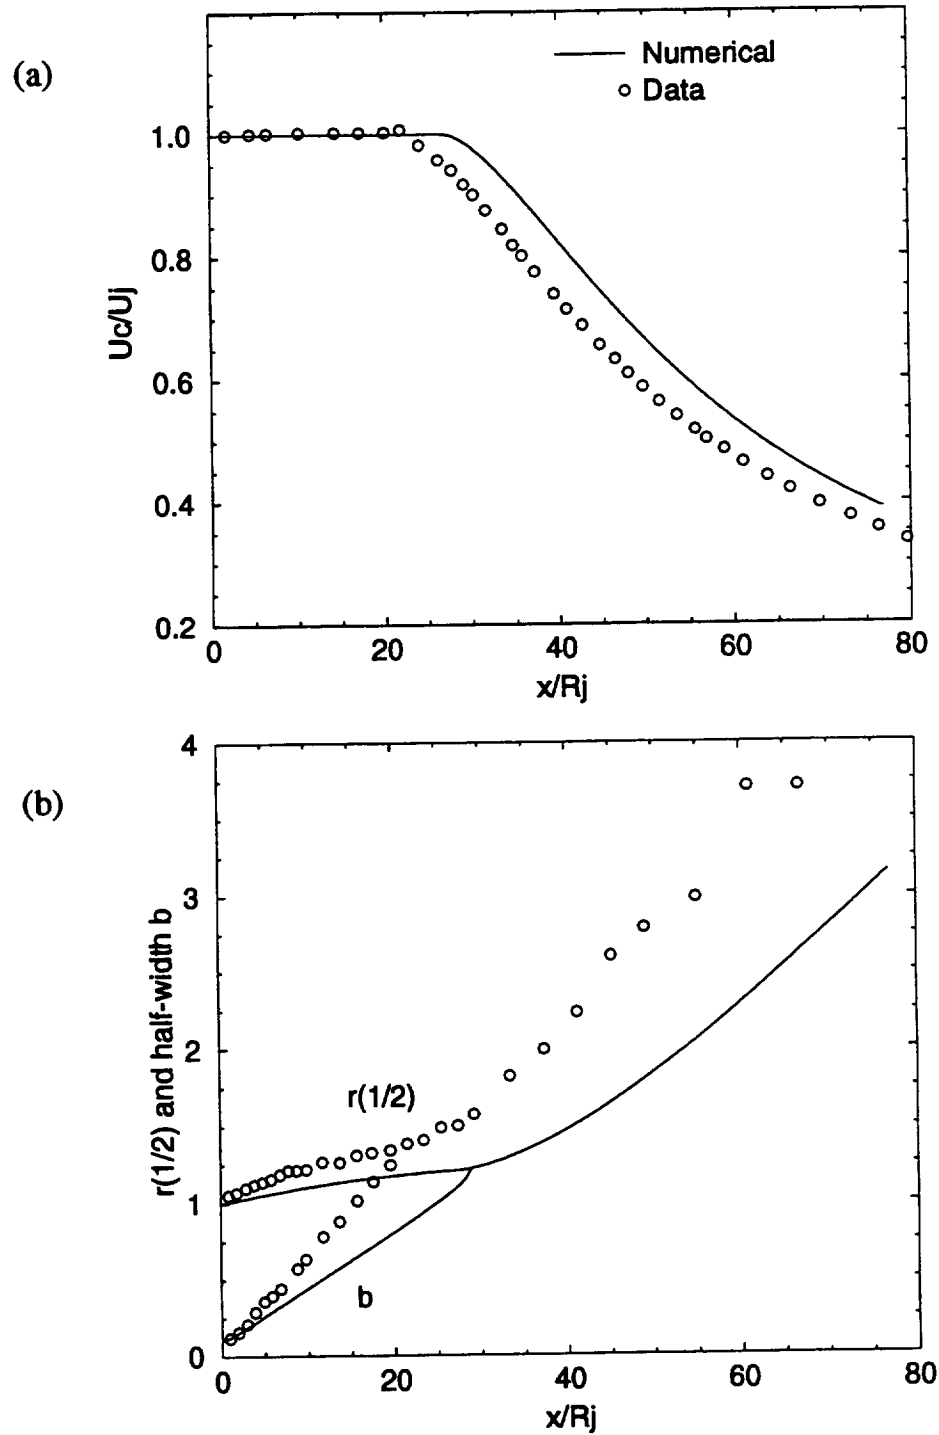 (a)
Numerical
Data
1.0
0.8
0.6
0.4
0.2
Uc/Uj
0 20 40 60 80
x/Rj
(b)
4
3
2
1
0
r(1/2) and half-width b
r(1/2)
b
0 20 40 60 80
x/Rj